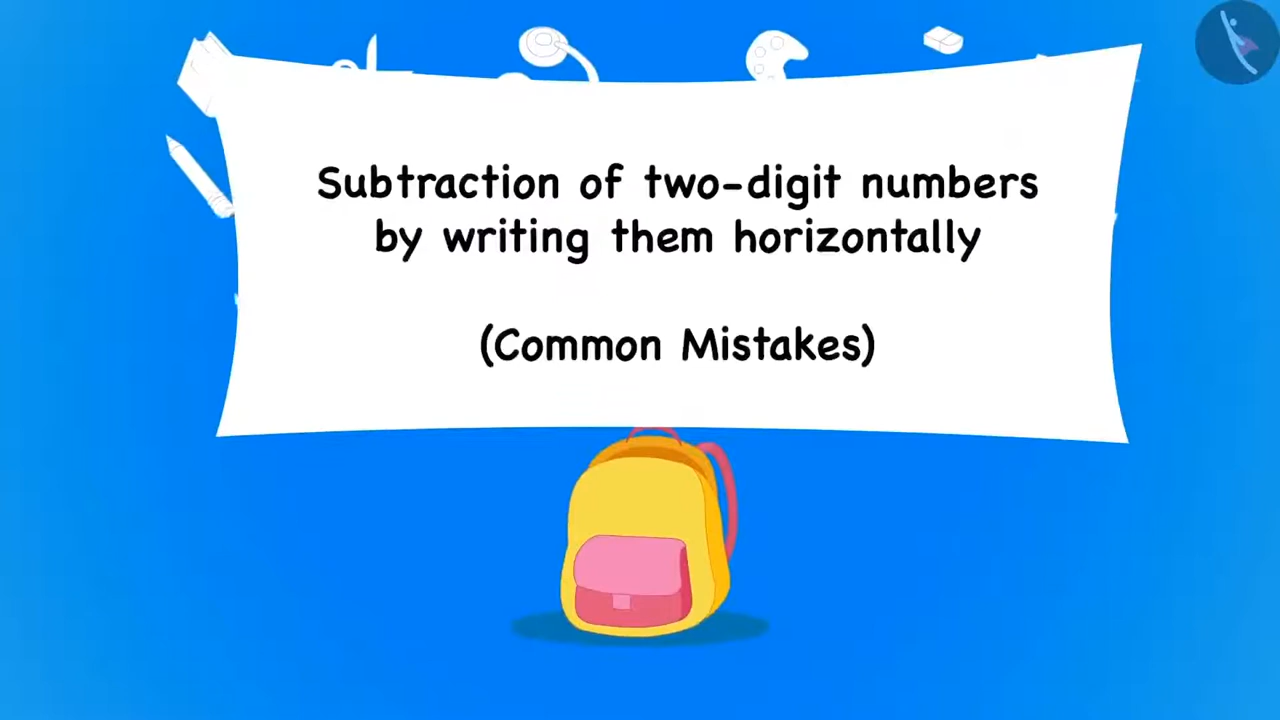 Subtraction of two-digit numbers
by writing them horizontally
(Common Mistakes)